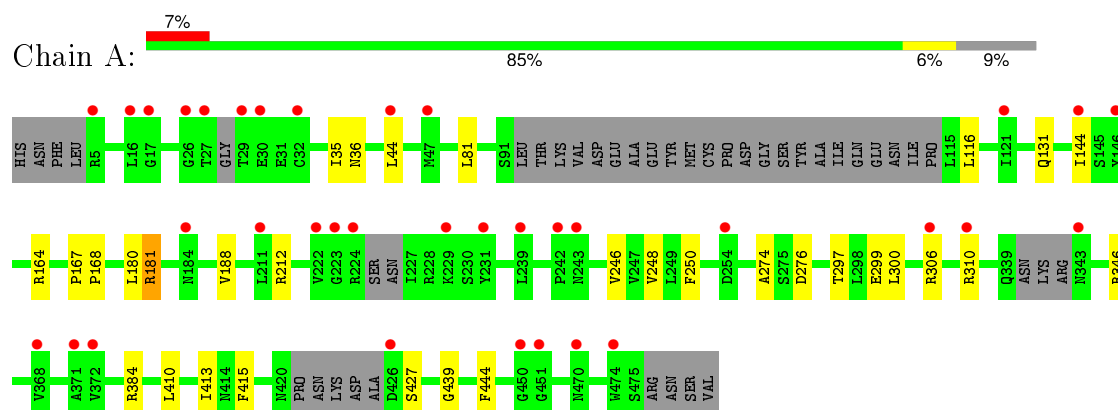 7%
Chain A:
85% 6% 9%
HIS ASN PHE LEU R5 L16 G17 G26 T27 GLY T29 E30 E31 C32 I35 N36 L44 M47 L81 S91 LEU THR LYS VAL ASP GLU ALA GLU TYR MET CYS PRO ASP GLY SER TYR ALA ILE GLN GLU ASN ILE PRO L115 L116 I121 Q131 I144 S145 Y146
R164 P167 P168 L180 R181 N184 V188 L211 R212 V222 G223 R224 SER ASN I227 R228 K229 S230 Y231 L239 P242 N243 V246 V247 V248 L249 F250 D254 A274 S275 D276 T297 L298 E299 L300 R306 R310 Q339 ASN LYS ARG N343 R346
V368 A371 V372 R384 L410 I413 N414 F415 N420 PRO ASN LYS ASP ALA D426 S427 G439 F444 G450 G451 N470 W474 S475 ARG ASN SER VAL